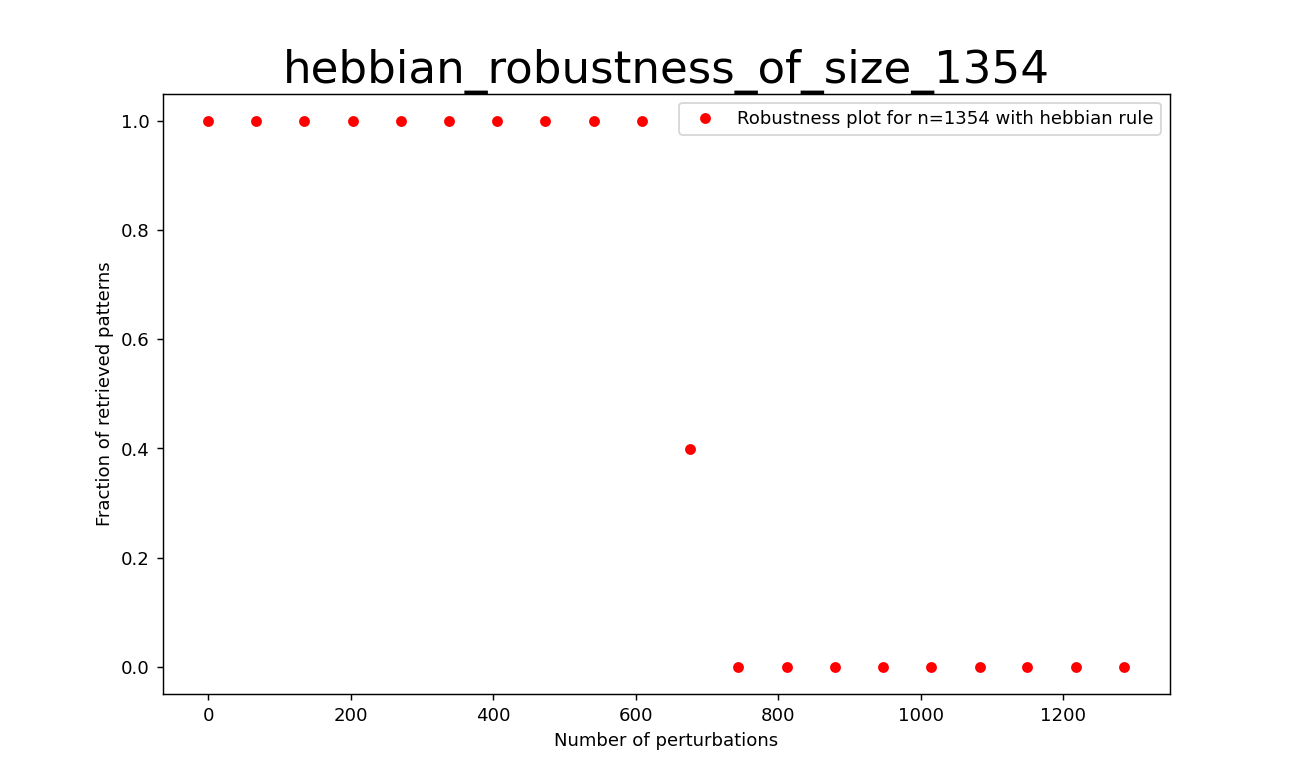 hebbian_robustness_of_size_1354
Robustness plot for n=1354 with hebbian rule
1.0
0.8
0.6
0.4
0.2
0.0
Fraction of retrieved patterns
0 200 400 600 800 1000 1200
Number of perturbations